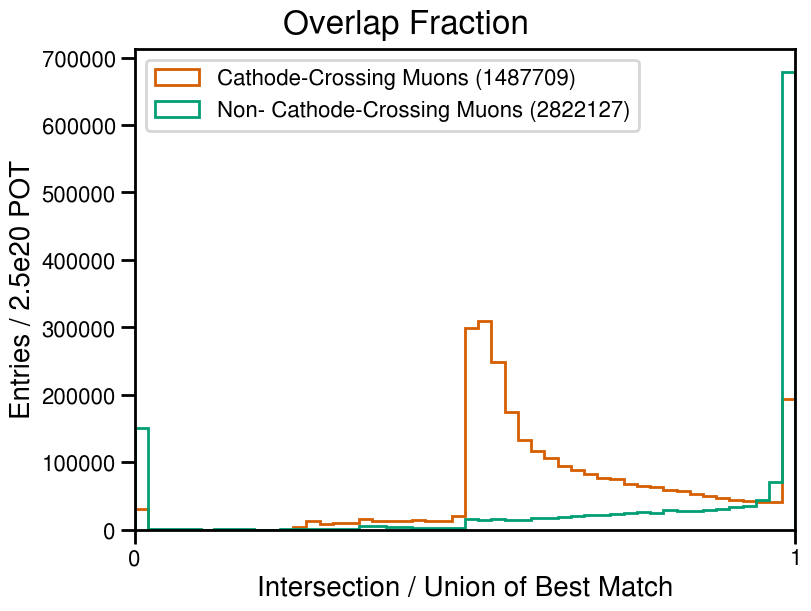 Overlap Fraction
Cathode-Crossing Muons (1487709)
Non- Cathode-Crossing Muons (2822127)
Entries / 2.5e20 POT
700000
600000
500000
400000
300000
200000
100000
0
0
1
Intersection / Union of Best Match